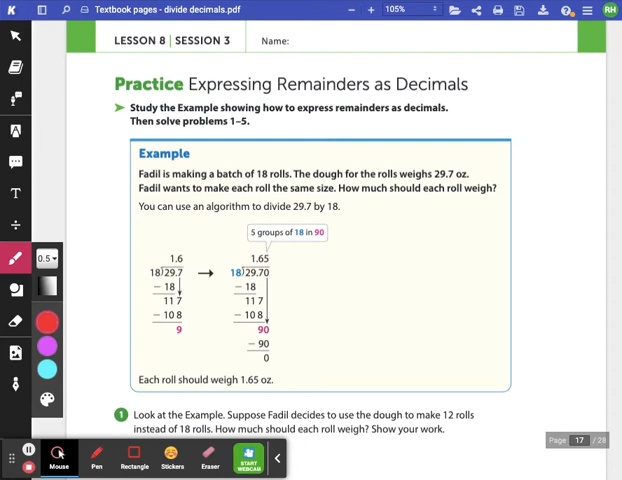 K
Textbook pages - divide decimals.pdf
105%
RH
LESSON 8 | SESSION 3
Name:
Practice Expressing Remainders as Decimals
Study the Example showing how to express remainders as decimals.
Then solve problems 1–5.
Example
Fadil is making a batch of 18 rolls. The dough for the rolls weighs 29.7 oz.
Fadil wants to make each roll the same size. How much should each roll weigh?
You can use an algorithm to divide 29.7 by 18.
5 groups of 18 in 90
1.6 1.65
18)29.7 → 18)29.70
− 18 − 18
11 7 11 7
− 10 8 − 10 8
9 90
− 90
0
Each roll should weigh 1.65 oz.
1 Look at the Example. Suppose Fadil decides to use the dough to make 12 rolls
instead of 18 rolls. How much should each roll weigh? Show your work.
T
0.5
Page 17 / 28
Mouse
Pen
Rectangle
Stickers
Eraser
START
WEBCAM